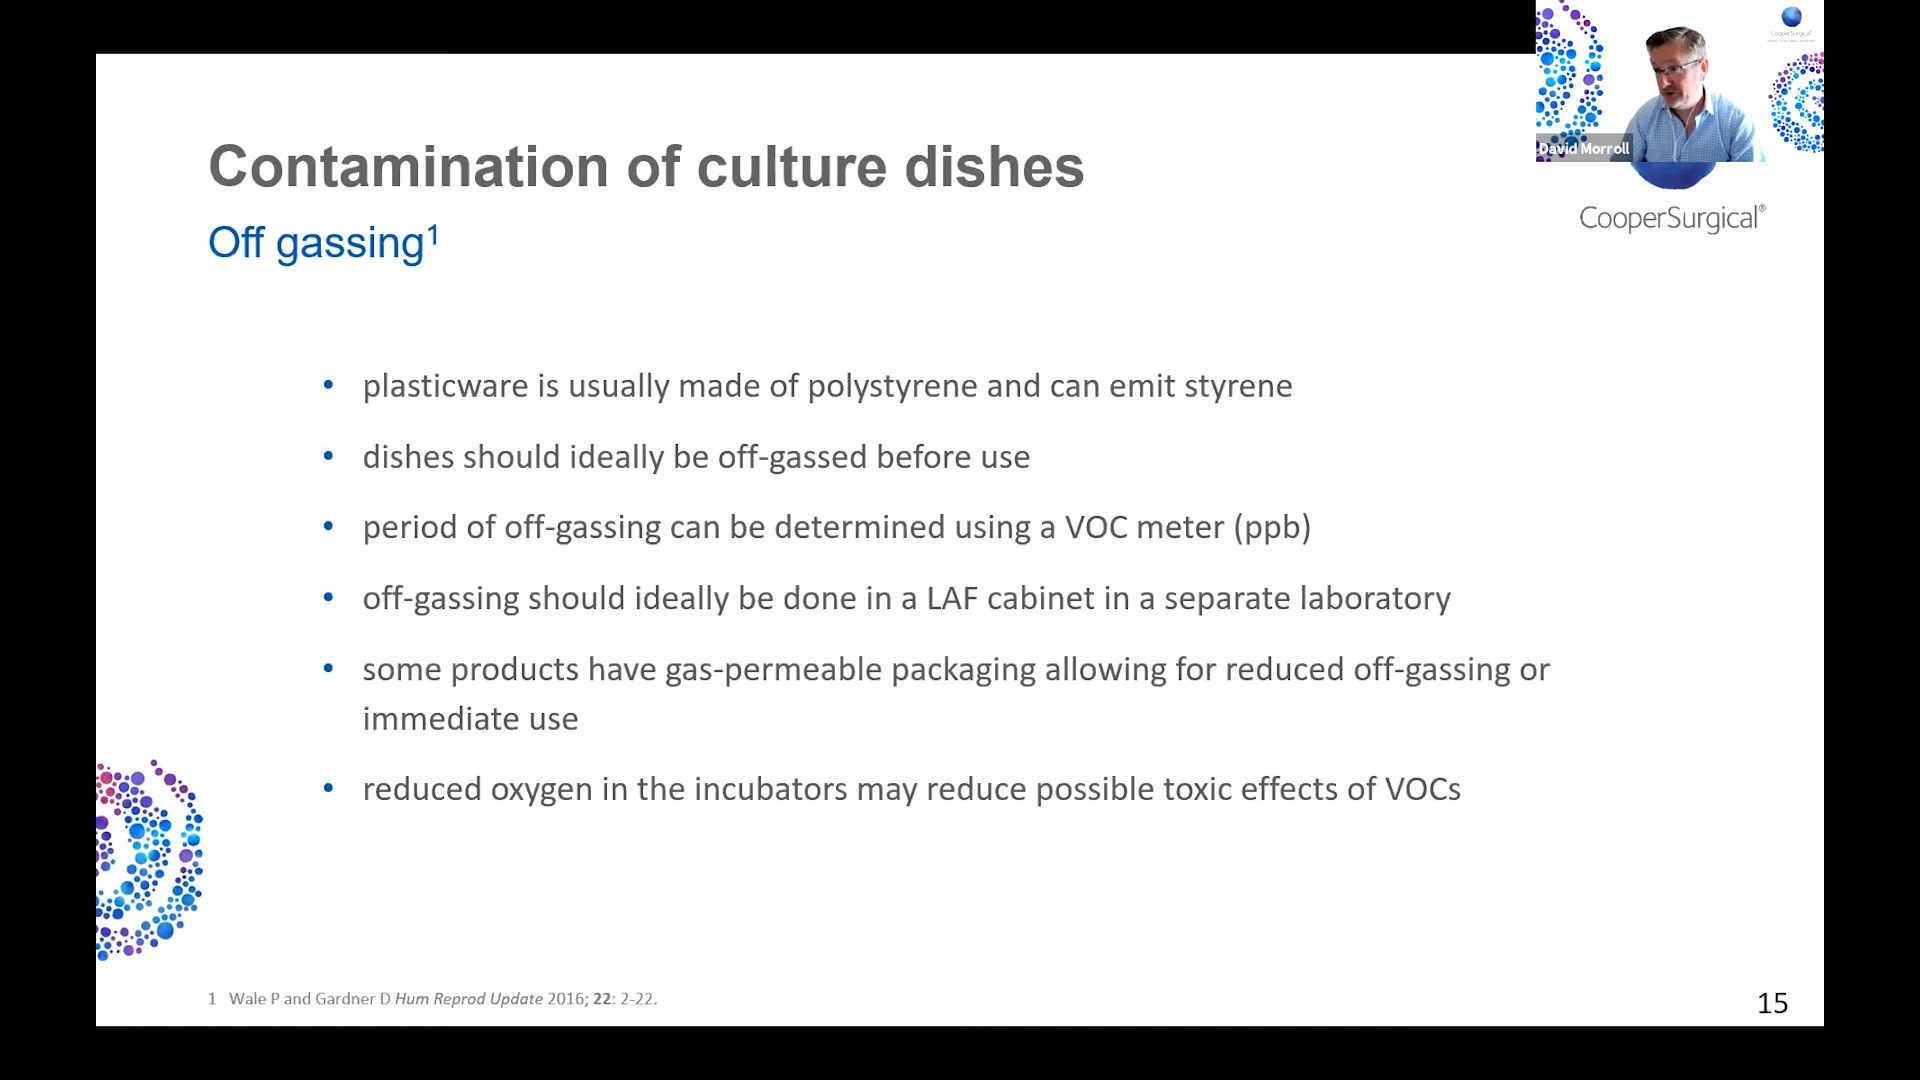 CooperSurgical
David Morroll
CooperSurgical®
Contamination of culture dishes
Off gassing1
• plasticware is usually made of polystyrene and can emit styrene
• dishes should ideally be off-gassed before use
• period of off-gassing can be determined using a VOC meter (ppb)
• off-gassing should ideally be done in a LAF cabinet in a separate laboratory
• some products have gas-permeable packaging allowing for reduced off-gassing or
immediate use
• reduced oxygen in the incubators may reduce possible toxic effects of VOCs
1 Wale P and Gardner D Hum Reprod Update 2016; 22: 2-22.
15